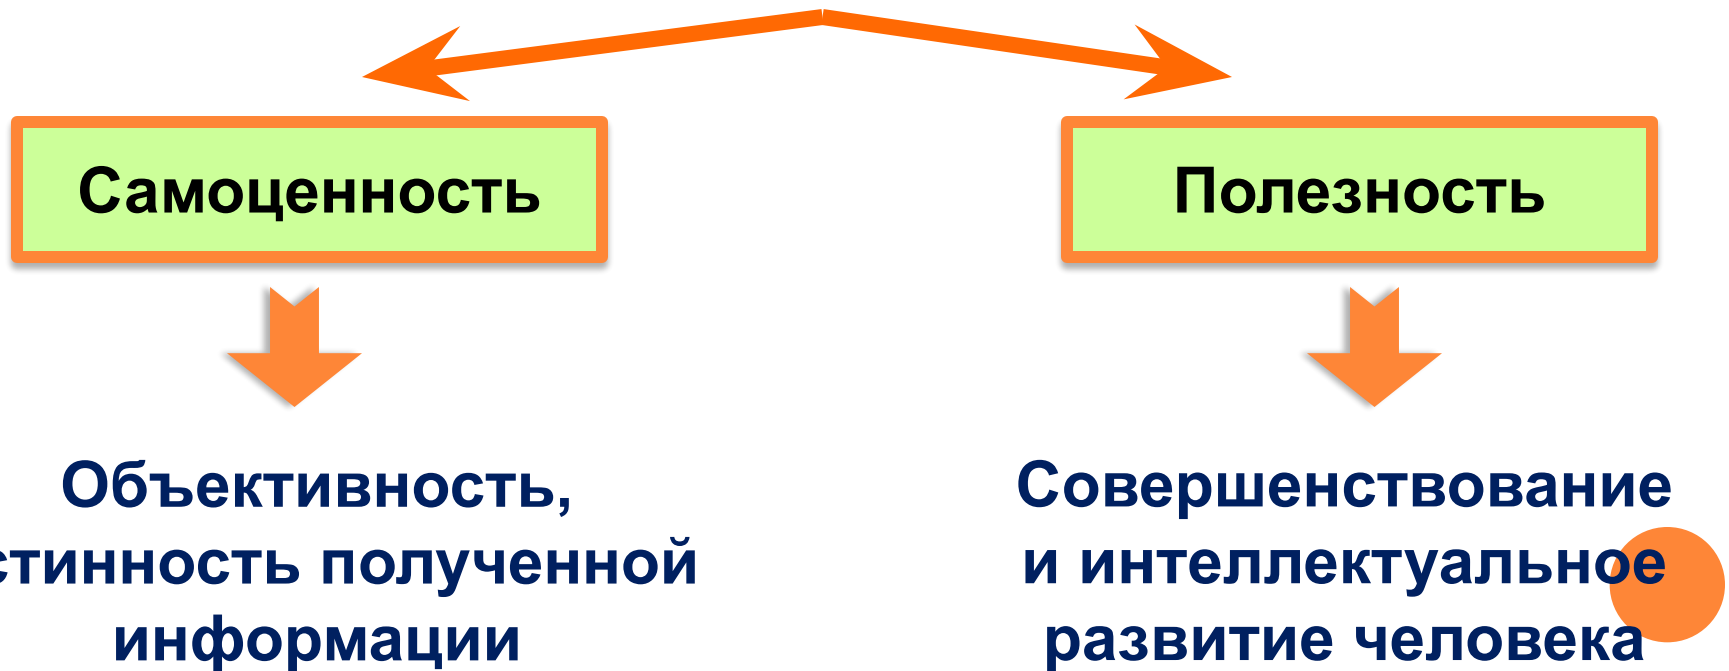 Самоценность
Полезность
Объективность,
стинность полученной
информации
Совершенствование
и интеллектуальное
развитие человека